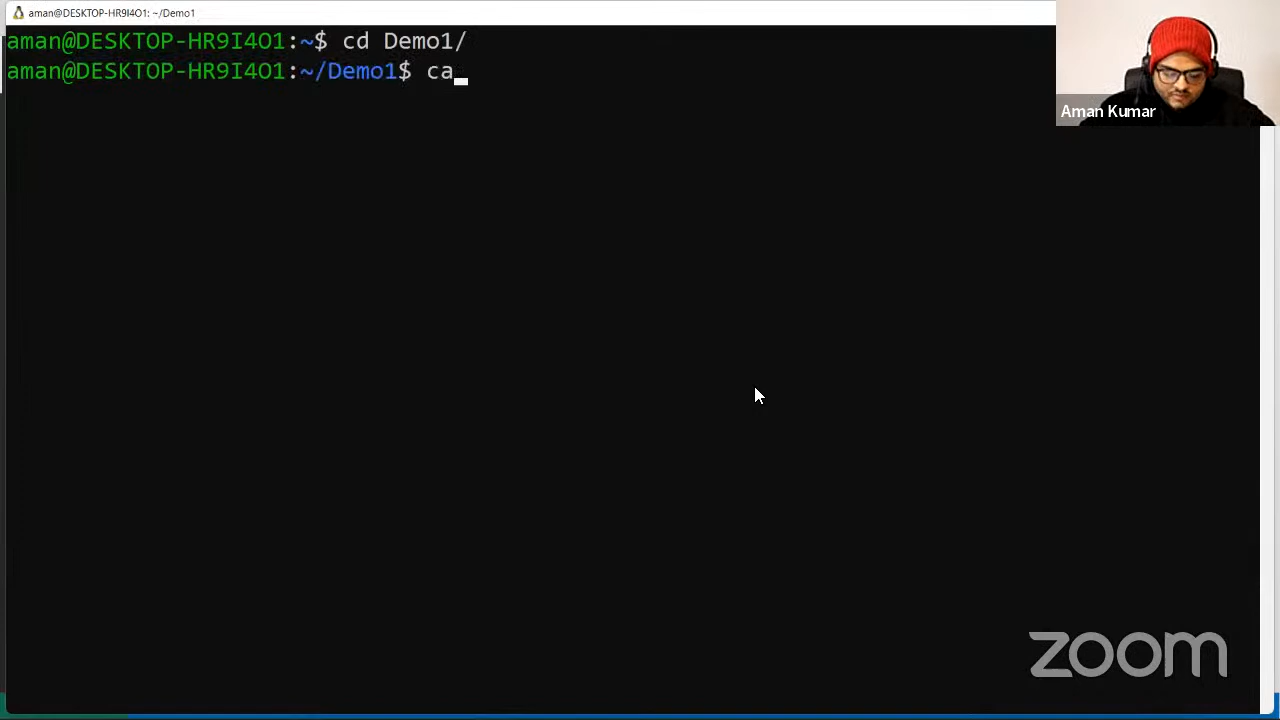 aman@DESKTOP-HR9I4O1: ~/Demo1
aman@DESKTOP-HR9I4O1:~$ cd Demo1/
aman@DESKTOP-HR9I4O1:~/Demo1$ ca
Aman Kumar
zoom